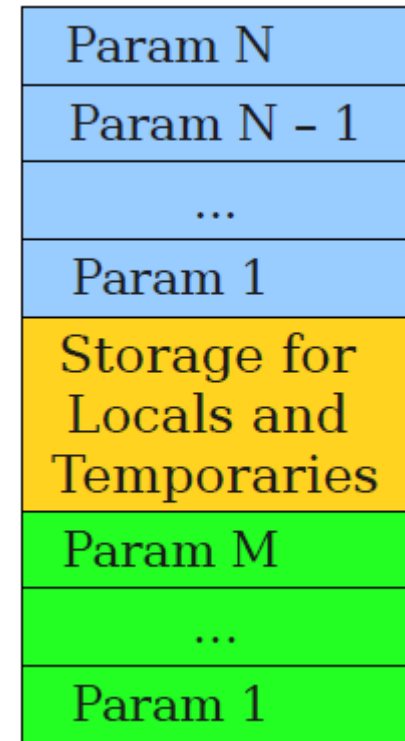 Param N
Param N – 1
...
Param 1
Storage for
Locals and
Temporaries
Param M
...
Param 1